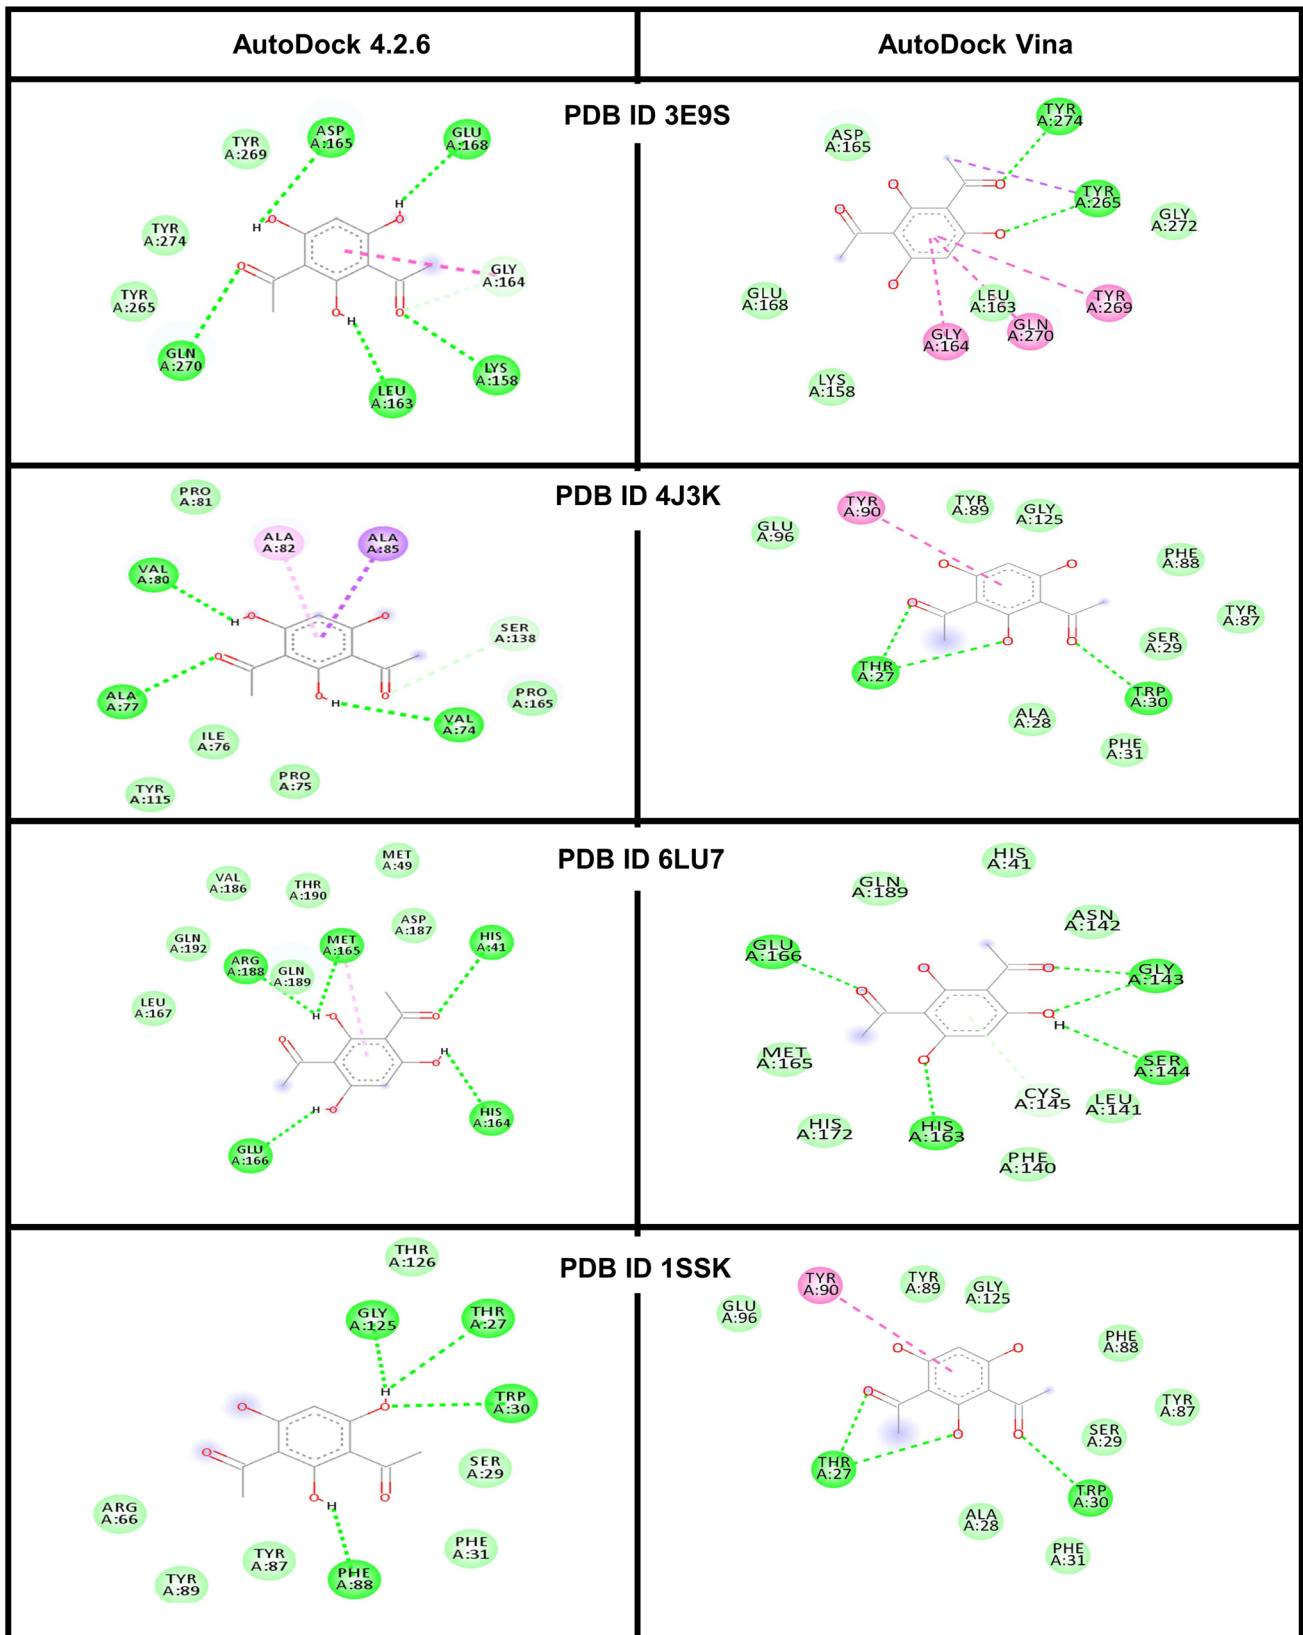 AutoDock 4.2.6
AutoDock Vina
PDB ID 3E9S
TYR
A:269
ASP
A:165
GLU
A:168
H
O
H
O
TYR
A:274
O
GLY
A:164
TYR
A:265
GLN
A:270
O
H
O
LEU
A:163
LYS
A:158
TYR
A:274
ASP
A:165
O
O
TYR
A:265
O
O
GLY
A:272
O
GLU
A:168
LEU
A:163
TYR
A:269
GLY
A:164
GLN
A:270
LYS
A:158
PDB ID 4J3K
PRO
A:81
ALA
A:82
ALA
A:85
VAL
A:80
H
O
O
SER
A:138
O
ALA
A:77
O
H
O
PRO
A:165
VAL
A:74
ILE
A:76
PRO
A:75
TYR
A:115
TYR
A:90
TYR
A:89
GLY
A:125
GLU
A:96
PHE
A:88
O
O
O
TYR
A:87
O
O
SER
A:29
THR
A:27
TRP
A:30
ALA
A:28
PHE
A:31
PDB ID 6LU7
MET
A:49
VAL
A:186
THR
A:190
ASP
A:187
GLN
A:192
MET
A:165
HIS
A:41
ARG
A:188
GLN
A:189
LEU
A:167
H
O
O
O
H
O
H
O
HIS
A:164
GLU
A:166
HIS
A:41
GLN
A:189
ASN
A:142
GLU
A:166
O
O
GLY
A:143
O
O
H
MET
A:165
O
SER
A:144
CYS
A:145
LEU
A:141
HIS
A:172
HIS
A:163
PHE
A:140
PDB ID 1SSK
THR
A:126
GLY
A:125
THR
A:27
H
O
O
TRP
A:30
O
SER
A:29
O
H
O
ARG
A:66
PHE
A:31
TYR
A:87
TYR
A:89
PHE
A:88
TYR
A:90
TYR
A:89
GLY
A:125
GLU
A:96
PHE
A:88
O
O
O
TYR
A:87
O
O
SER
A:29
THR
A:27
TRP
A:30
ALA
A:28
PHE
A:31